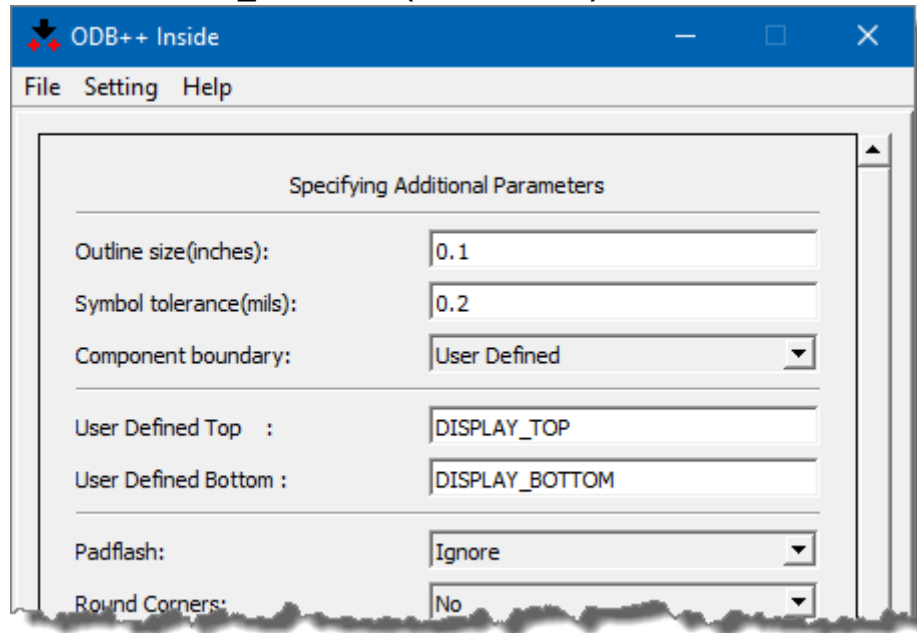 ODB++ Inside
File Setting Help
Specifying Additional Parameters
Outline size(inches): 0.1
Symbol tolerance(mils): 0.2
Component boundary: User Defined
User Defined Top : DISPLAY_TOP
User Defined Bottom : DISPLAY_BOTTOM
Padflash: Ignore
Round Corners: No